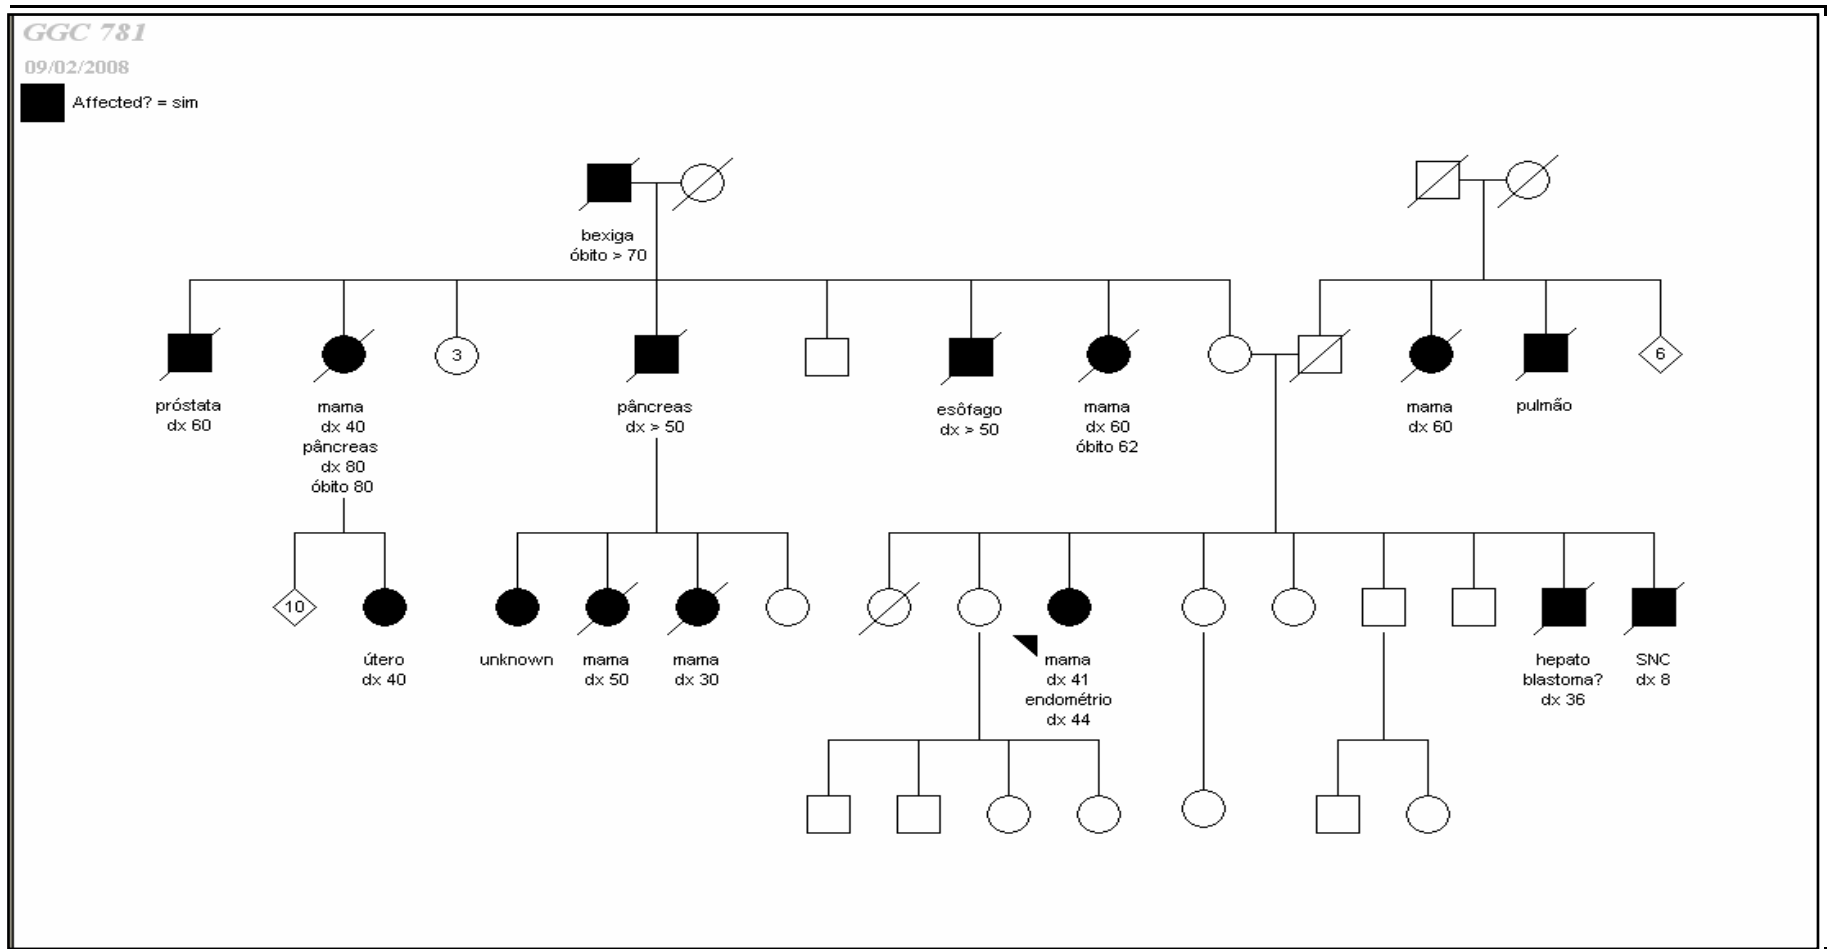 GGC 781
09/02/2008
Affected? = sim
bexiga
óbito > 70
3
6
próstata
dx 60
mama
dx 40
pâncreas
dx 80
óbito 80
pâncreas
dx > 50
esôfago
dx > 50
mama
dx 60
óbito 62
mama
dx 60
pulmão
10
útero
dx 40
unknown
mama
dx 50
mama
dx 30
mama
dx 41
endométrio
dx 44
hepato
blastoma?
dx 36
SNC
dx 8